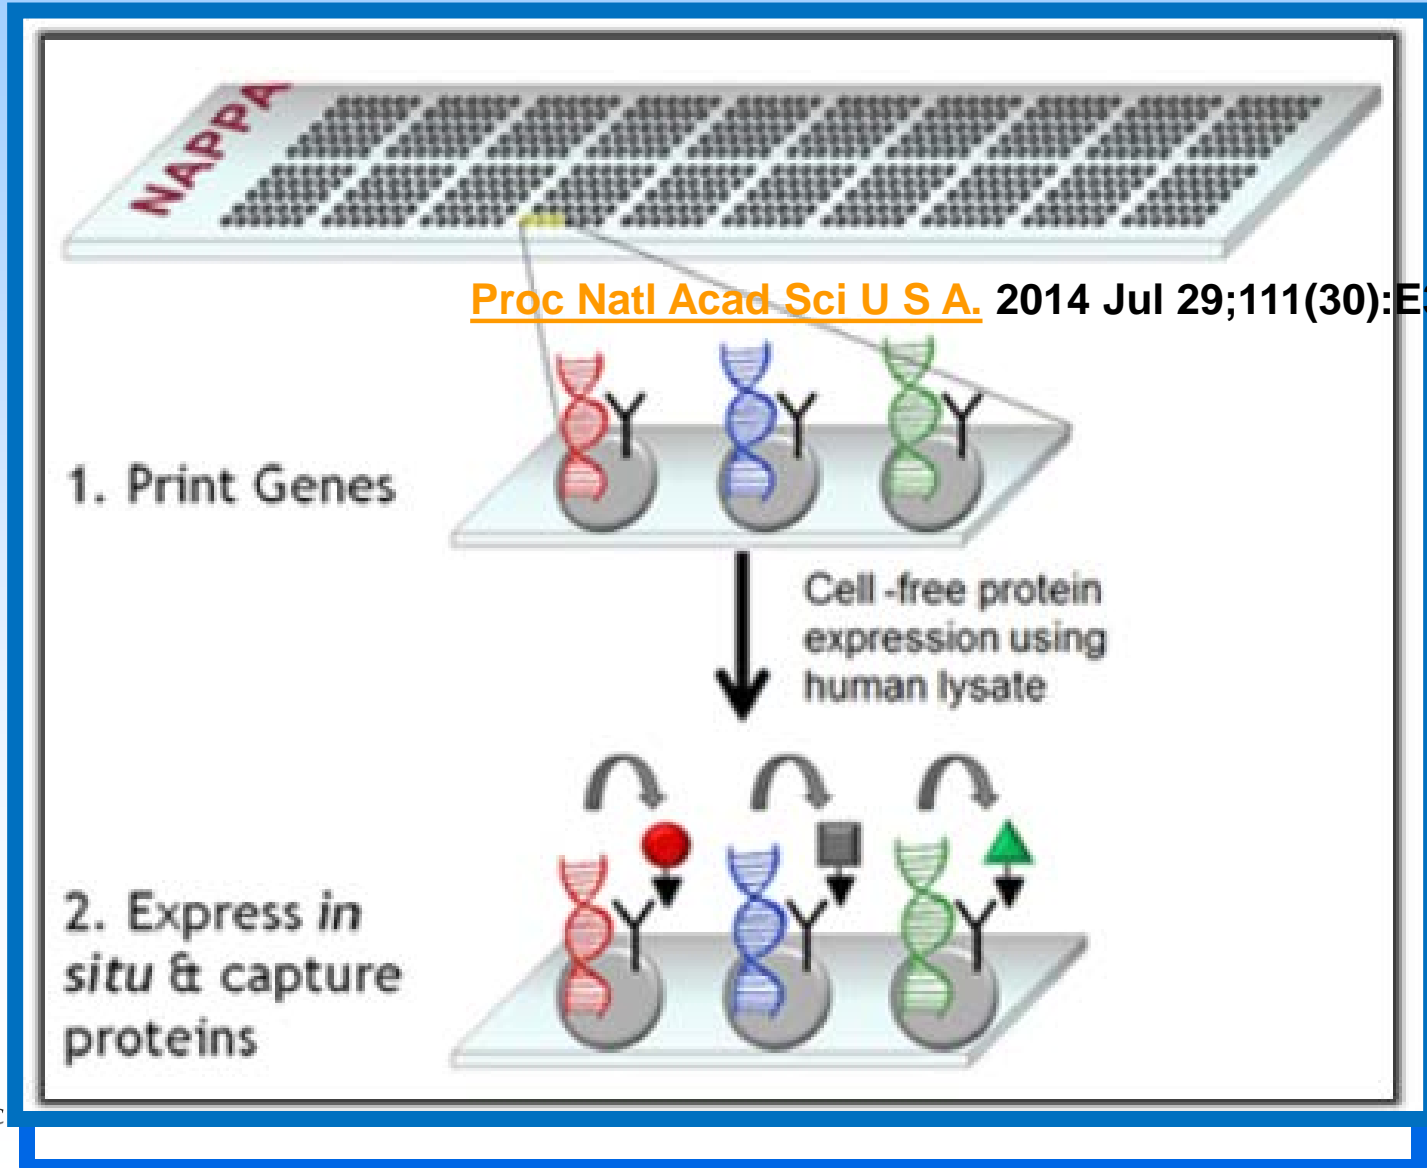 NAPPA
Proc Natl Acad Sci U S A. 2014 Jul 29;111(30):E
1. Print Genes
Cell -free protein
expression using
human lysate
2. Express in
situ & capture
proteins